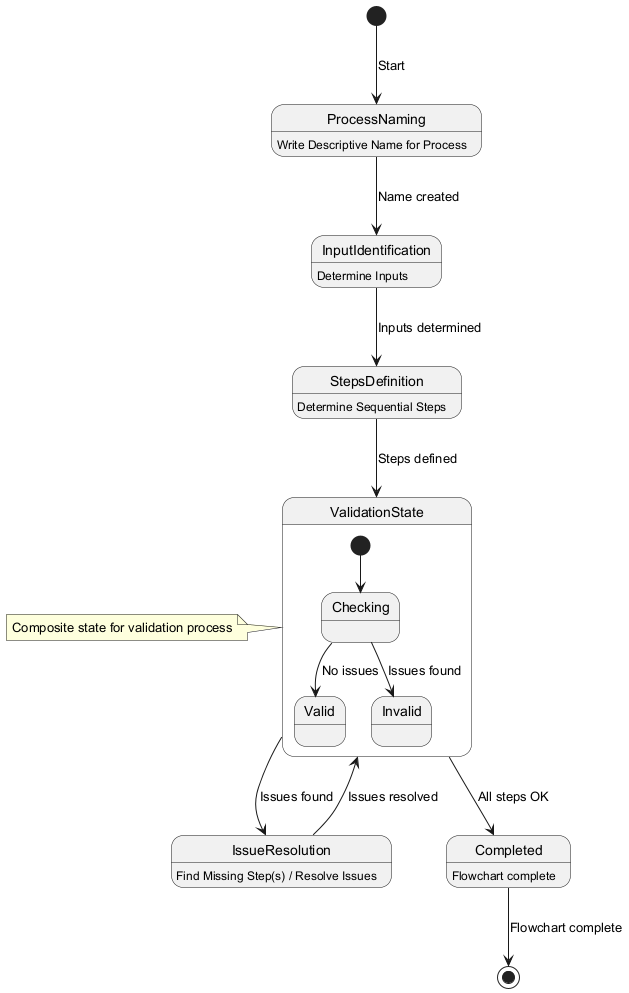 Start
ProcessNaming
Write Descriptive Name for Process
Name created
InputIdentification
Determine Inputs
Inputs determined
StepsDefinition
Determine Sequential Steps
Steps defined
ValidationState
Checking
Composite state for validation process
No issues
Issues found
Valid
Invalid
Issues found
Issues resolved
All steps OK
IssueResolution
Find Missing Step(s) / Resolve Issues
Completed
Flowchart complete
Flowchart complete